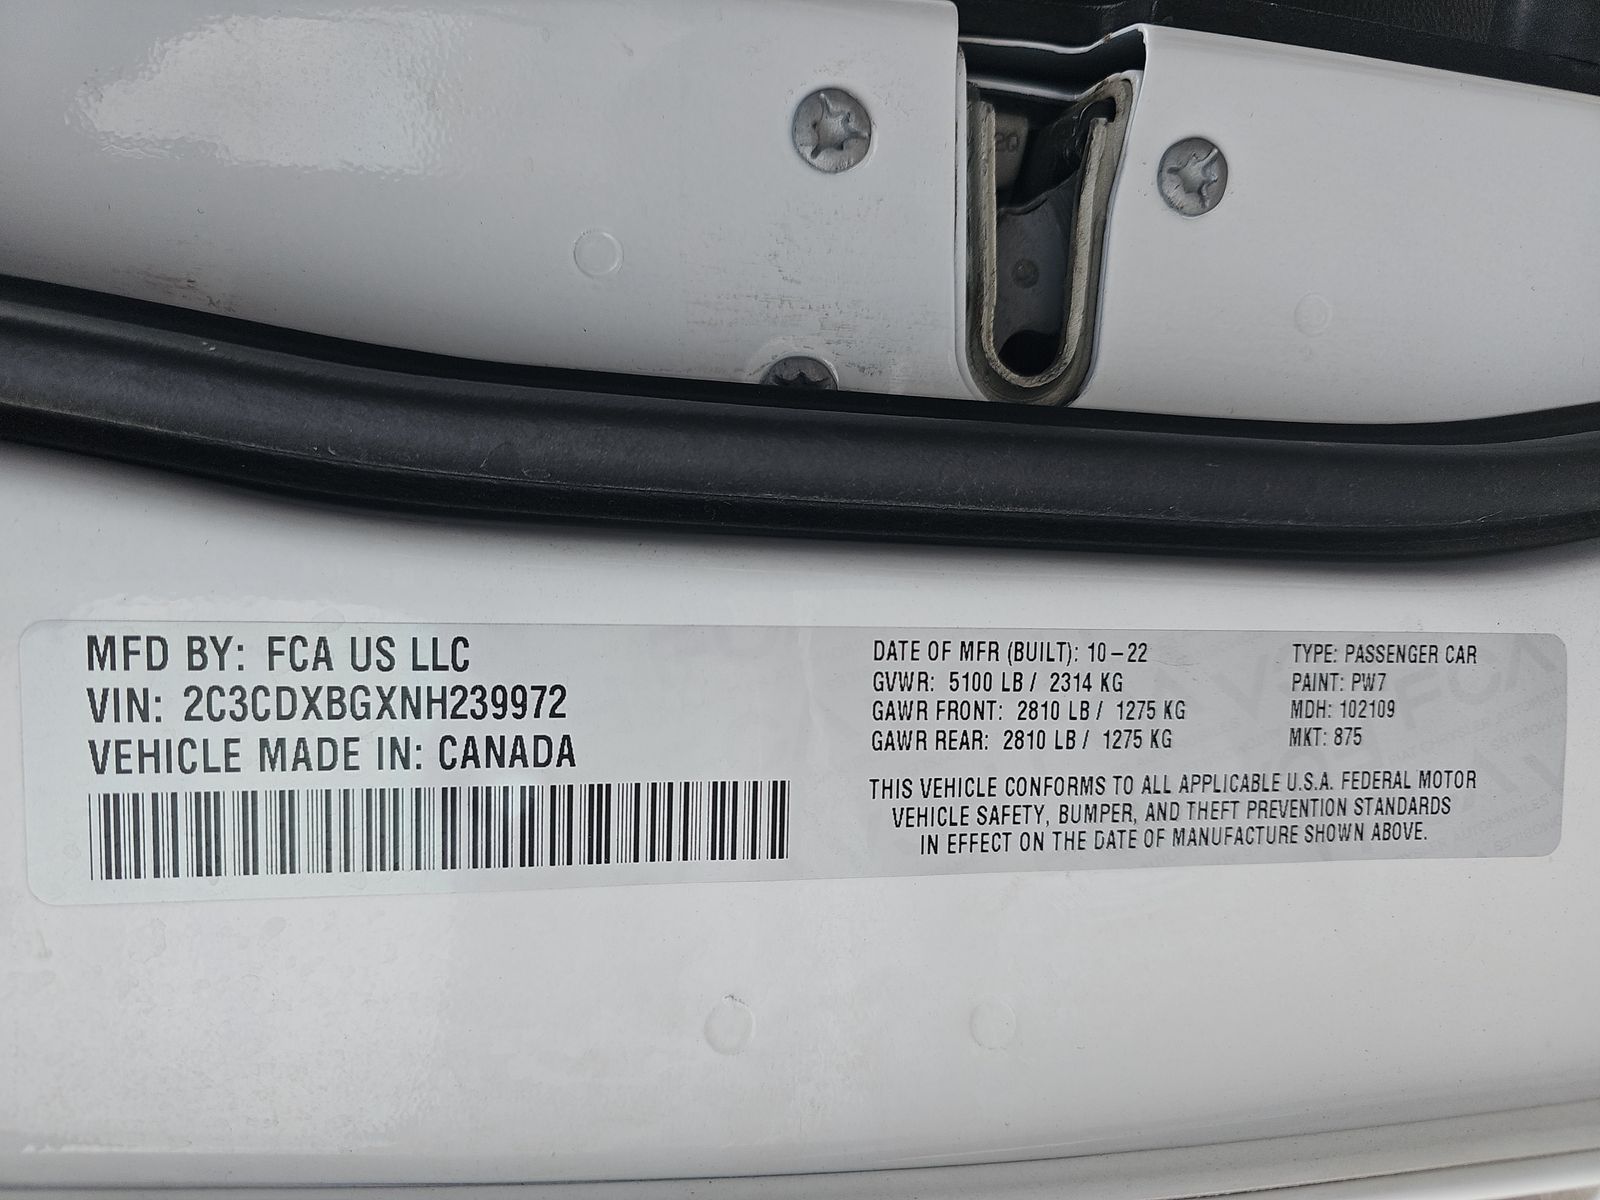 MFD BY: FCA US LLC
VIN: 2C3CDXBGXNH239972
VEHICLE MADE IN: CANADA
DATE OF MFR (BUILT): 10-22
GVWR: 5100 LB / 2314 KG
GAWR FRONT: 2810 LB / 1275 KG
GAWR REAR: 2810 LB / 1275 KG
TYPE: PASSENGER CAR
PAINT: PW7
MDH: 102109
MKT: 875
THIS VEHICLE CONFORMS TO ALL APPLICABLE U.S.A. FEDERAL MOTOR
VEHICLE SAFETY, BUMPER, AND THEFT PREVENTION STANDARDS
IN EFFECT ON THE DATE OF MANUFACTURE SHOWN ABOVE.